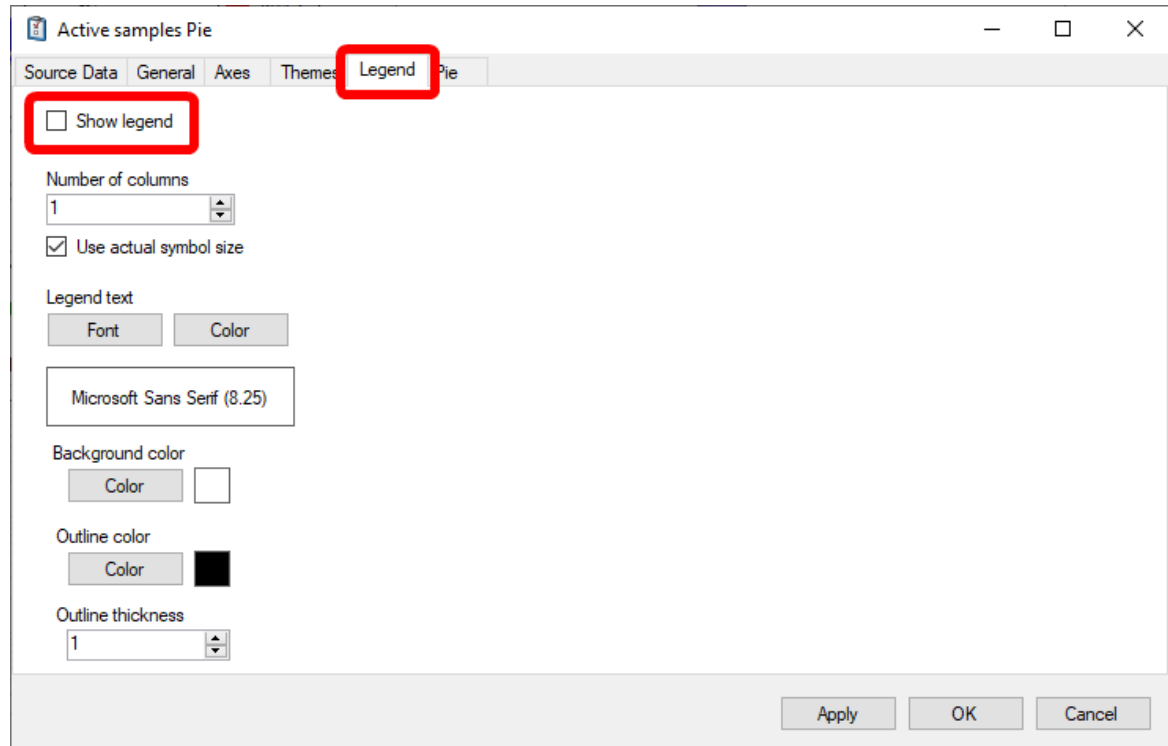 Active samples Pie
Source Data General Axes Themes Legend Pie
Show legend
Number of columns
1
Use actual symbol size
Legend text
Font Color
Microsoft Sans Serif (8.25)
Background color
Color
Outline color
Color
Outline thickness
1
Apply OK Cancel